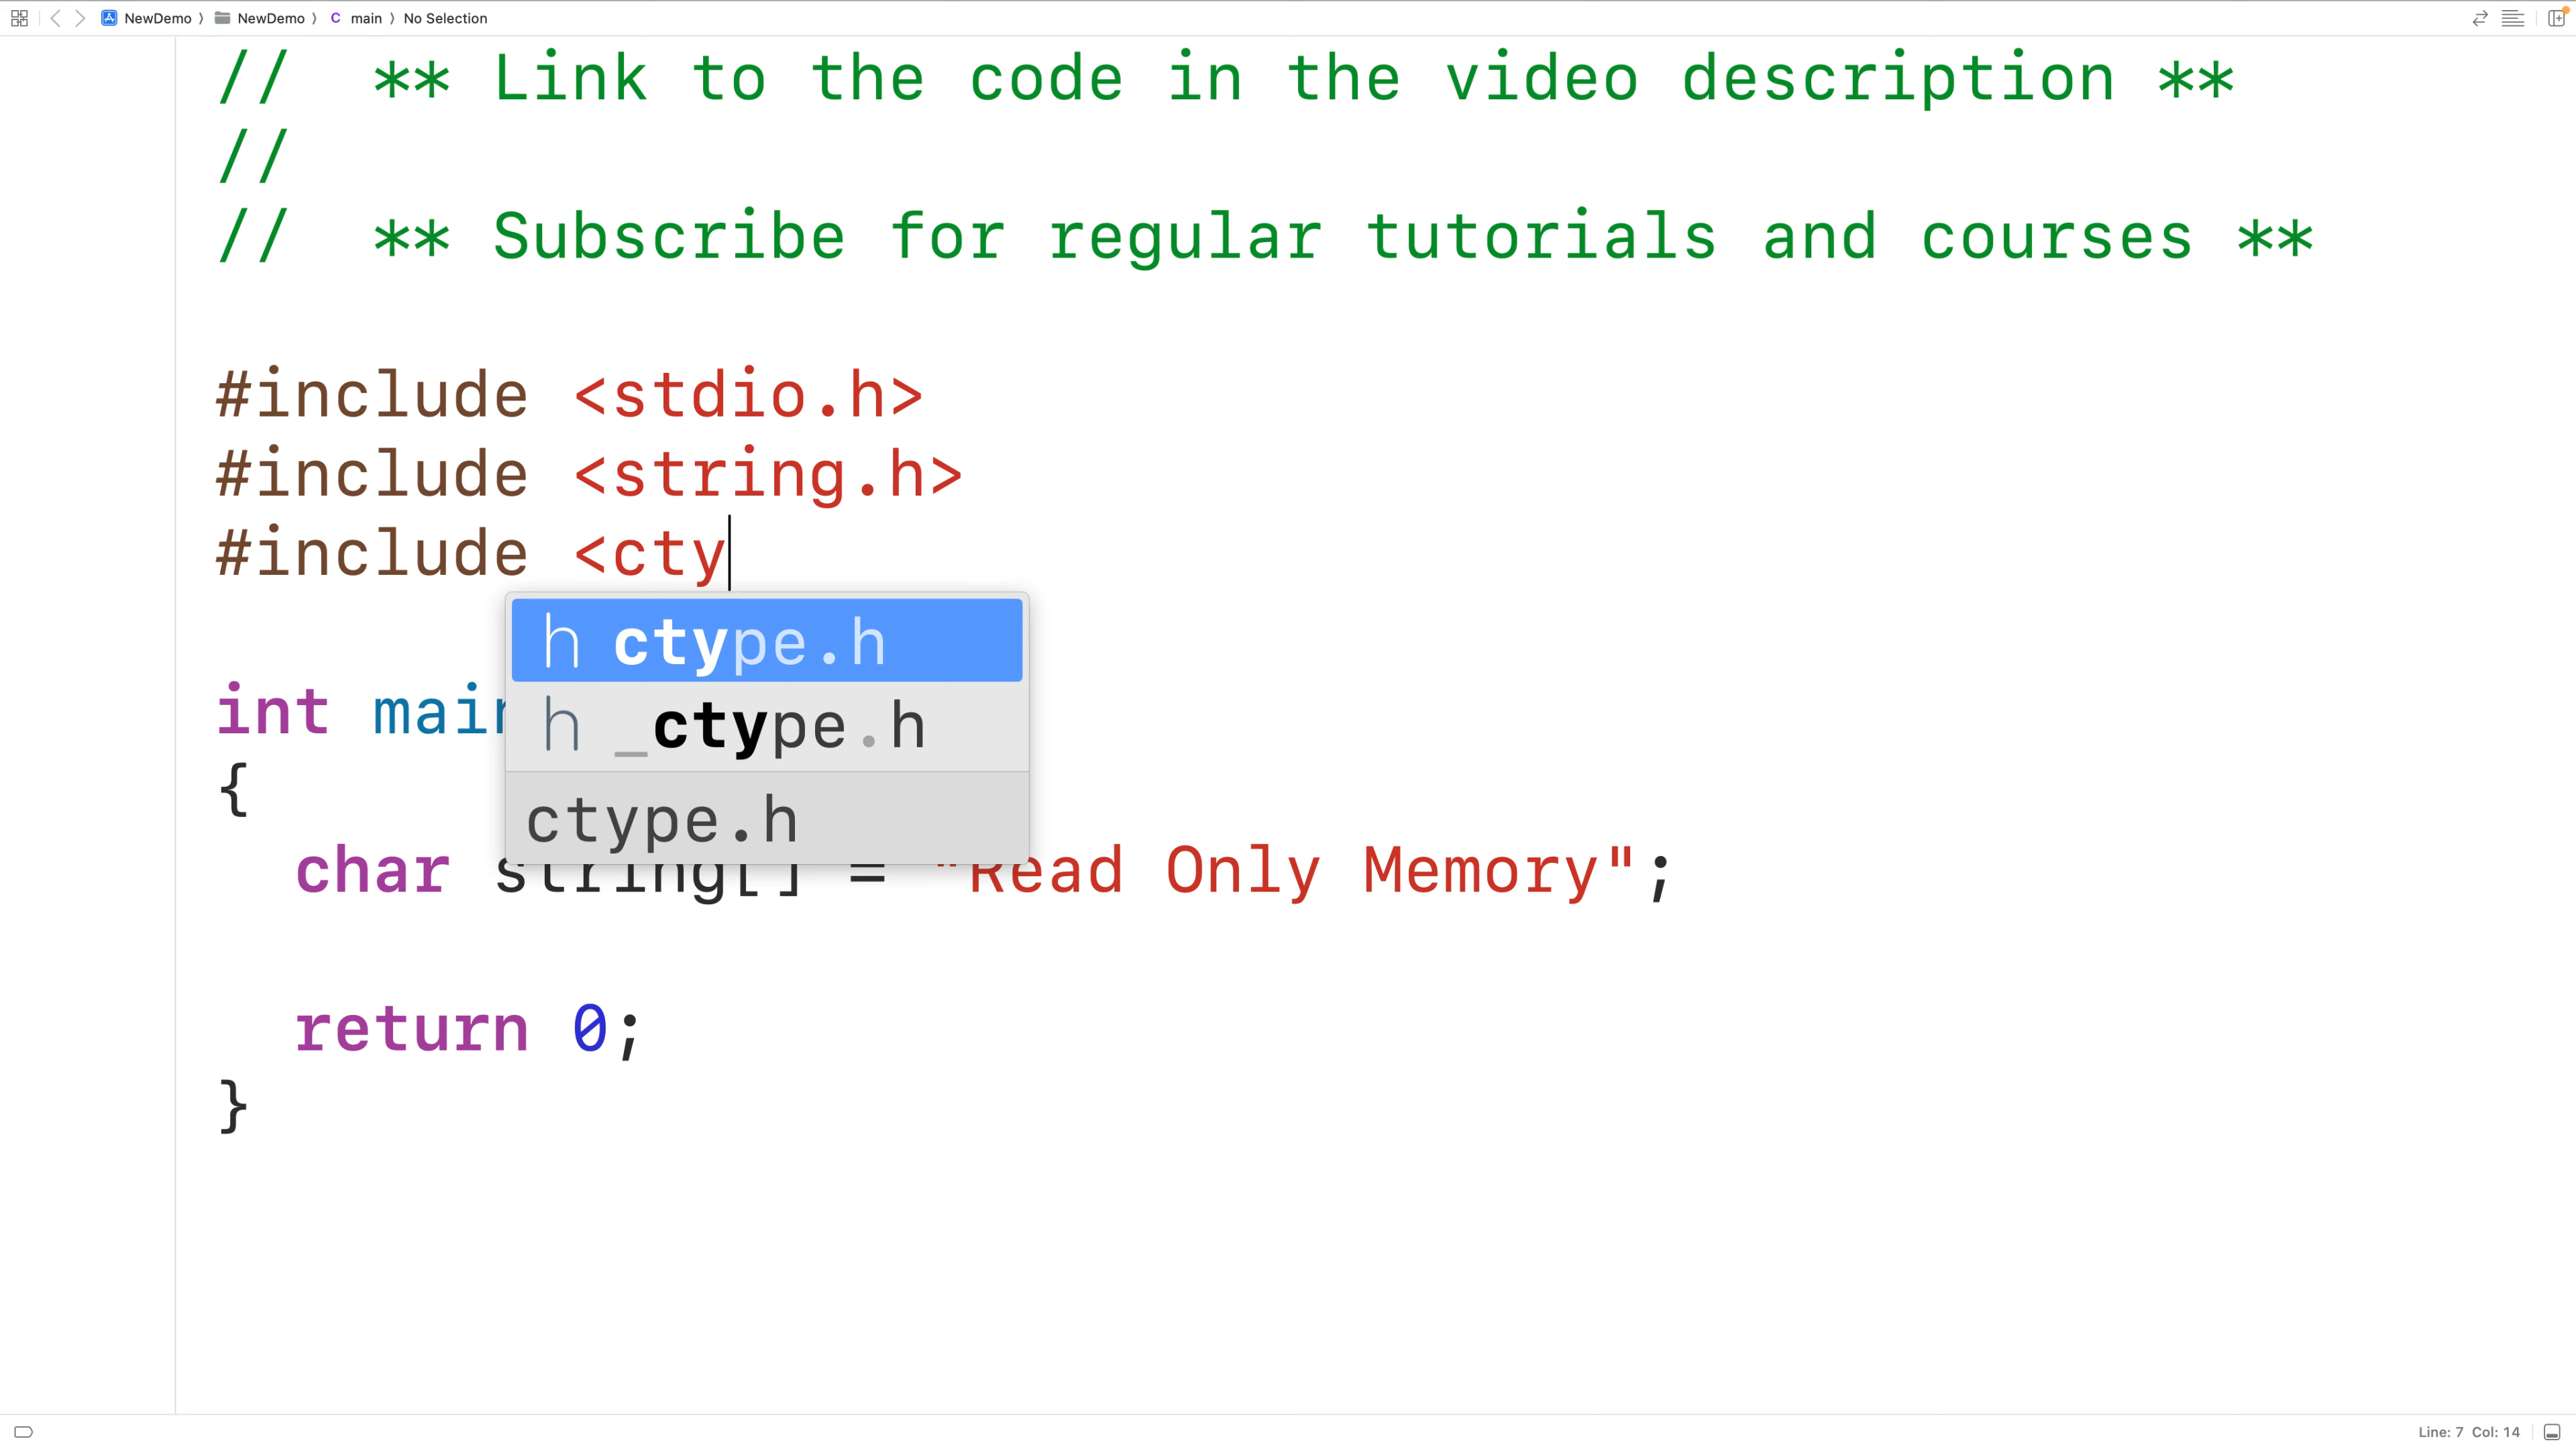 NewDemo ⟩ NewDemo ⟩ C main ⟩ No Selection
// ** Link to the code in the video description **
//
// ** Subscribe for regular tutorials and courses **
#include <stdio.h>
#include <string.h>
#include <cty
h ctype.h
h _ctype.h
ctype.h
int main
{
char string[] = "Read Only Memory";
return 0;
}
Line: 7 Col: 14